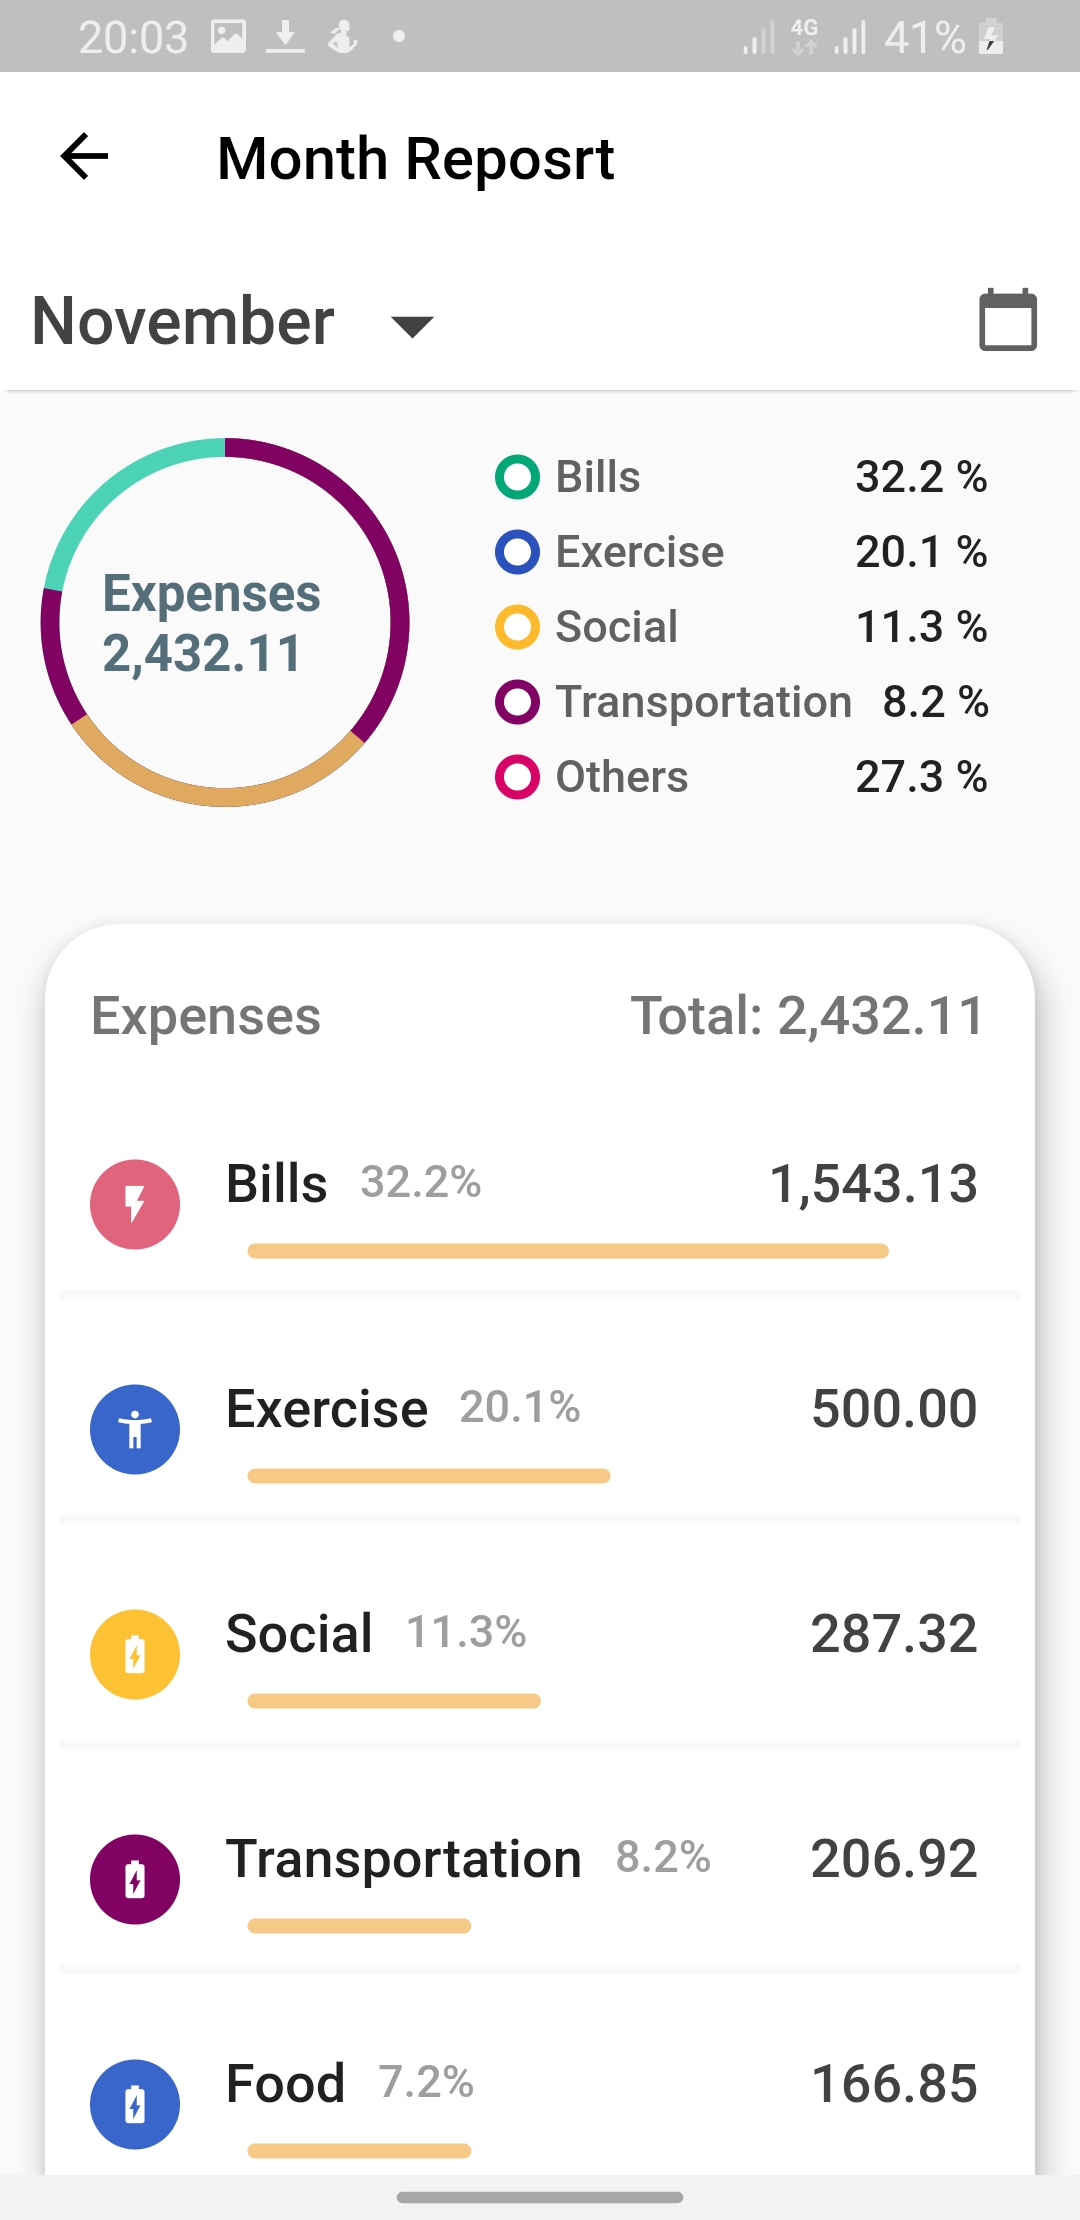 20:03 4G 41%
Month Reposrt
November
Expenses
2,432.11
Bills 32.2 %
Exercise 20.1 %
Social 11.3 %
Transportation 8.2 %
Others 27.3 %
Expenses Total: 2,432.11
Bills 32.2% 1,543.13
Exercise 20.1% 500.00
Social 11.3% 287.32
Transportation 8.2% 206.92
Food 7.2% 166.85